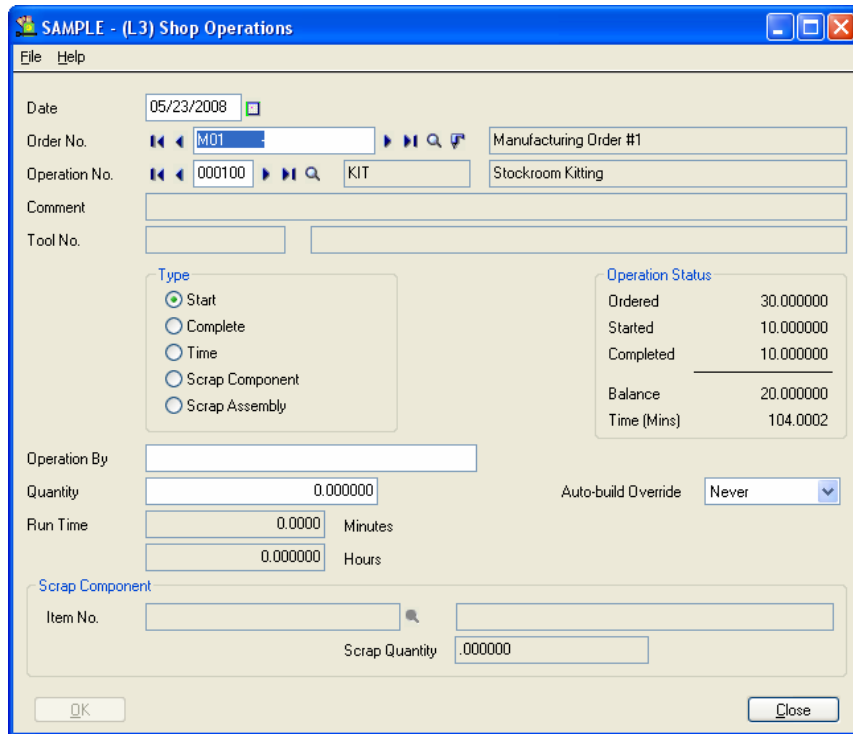 SAMPLE - (L3) Shop Operations
File Help
Date 05/23/2008
Order No. M01 - Manufacturing Order #1
Operation No. 000100 KIT Stockroom Kitting
Comment
Tool No.
Type
Start
Complete
Time
Scrap Component
Scrap Assembly
Operation Status
Ordered 30.000000
Started 10.000000
Completed 10.000000
Balance 20.000000
Time (Mins) 104.0002
Operation By
Quantity 0.000000 Auto-build Override Never
Run Time 0.0000 Minutes
0.000000 Hours
Scrap Component
Item No.
Scrap Quantity .000000
OK Close